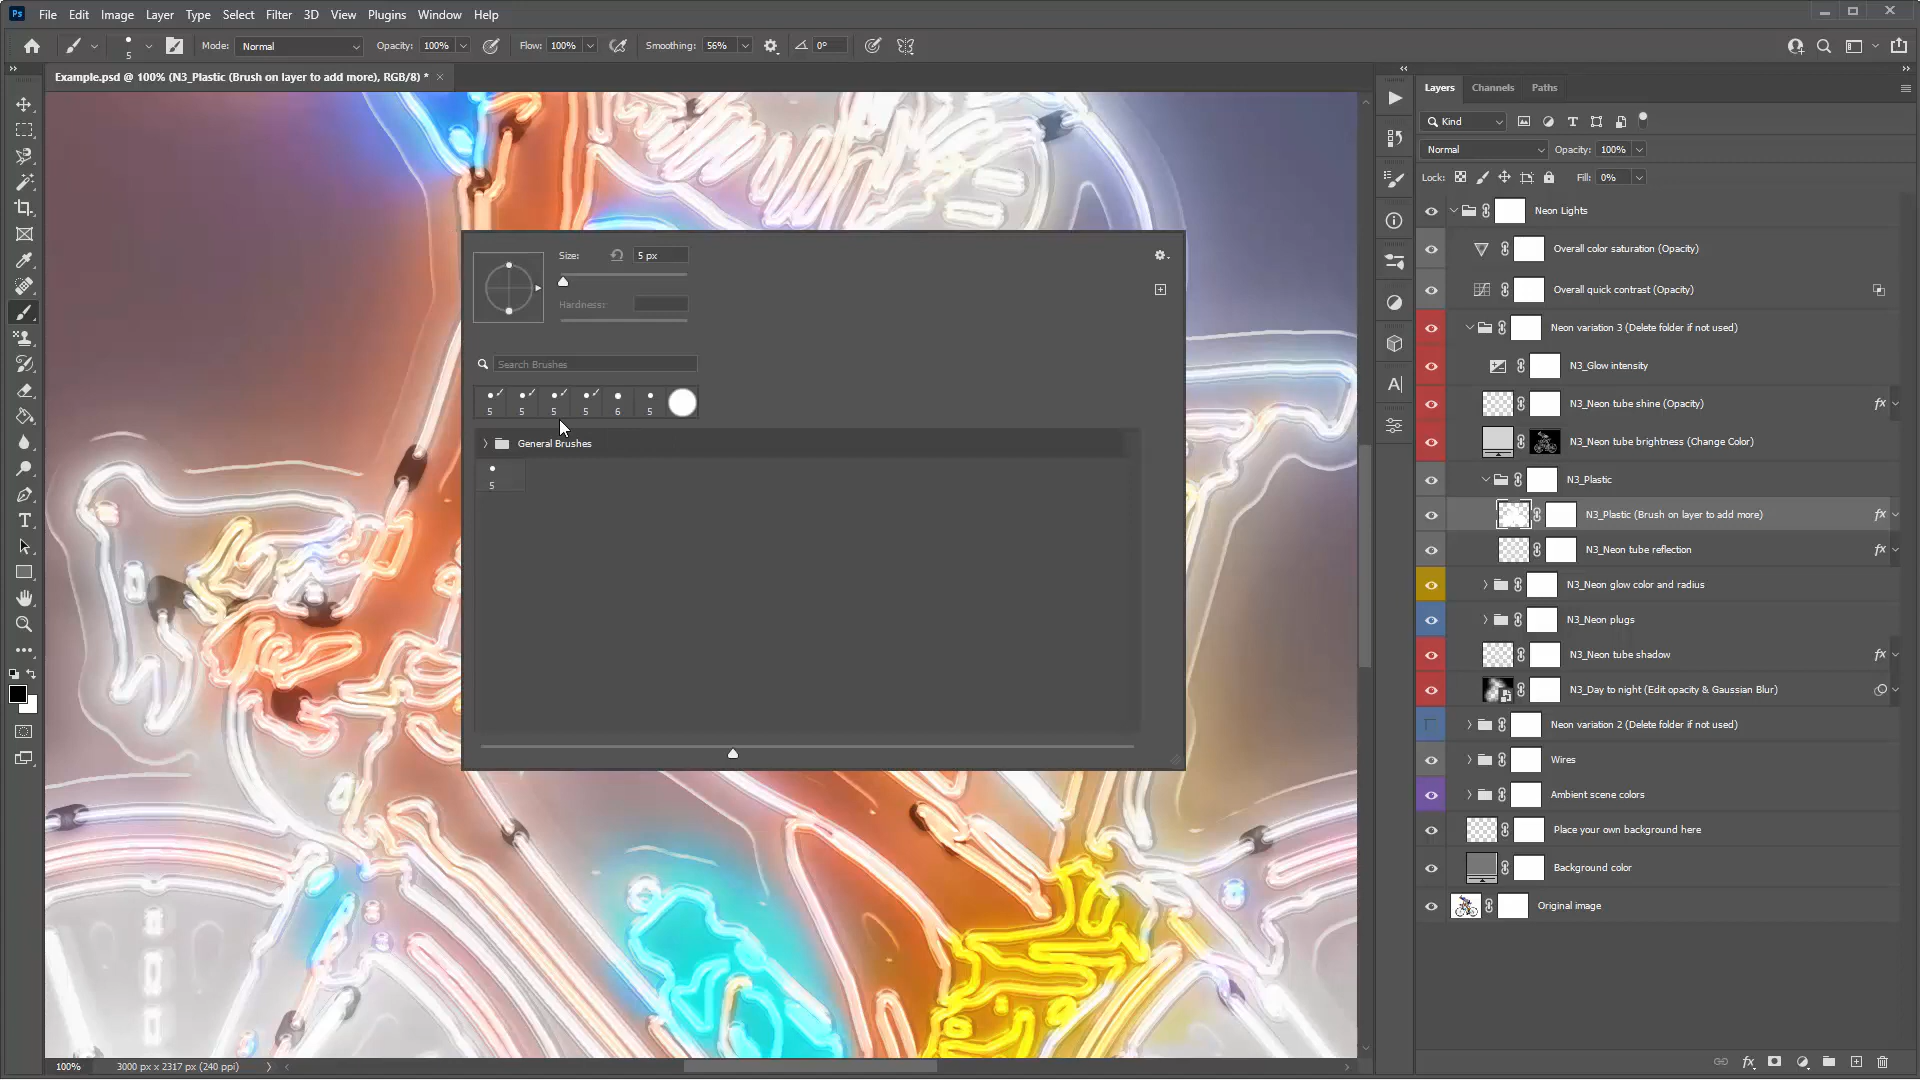 Ps File Edit Image Layer Type Select Filter 3D View Plugins Window Help
5 Mode: Normal Opacity: 100% Flow: 100% Smoothing: 56% 0°
Example.psd @ 100% (N3_Plastic (Brush on layer to add more), RGB/8) *
Size: 5 px
Hardness:
Search Brushes
5 5 5 5 6 5
General Brushes
5
100% 3000 px x 2317 px (240 ppi)
Layers Channels Paths
Kind
Normal Opacity: 100%
Lock: Fill: 0%
Neon Lights
Overall color saturation (Opacity)
Overall quick contrast (Opacity)
Neon variation 3 (Delete folder if not used)
N3_Glow intensity
N3_Neon tube shine (Opacity) fx
N3_Neon tube brightness (Change Color)
N3_Plastic
N3_Plastic (Brush on layer to add more) fx
N3_Neon tube reflection fx
N3_Neon glow color and radius
N3_Neon plugs
N3_Neon tube shadow fx
N3_Day to night (Edit opacity & Gaussian Blur)
Neon variation 2 (Delete folder if not used)
Wires
Ambient scene colors
Place your own background here
Background color
Original image
fx